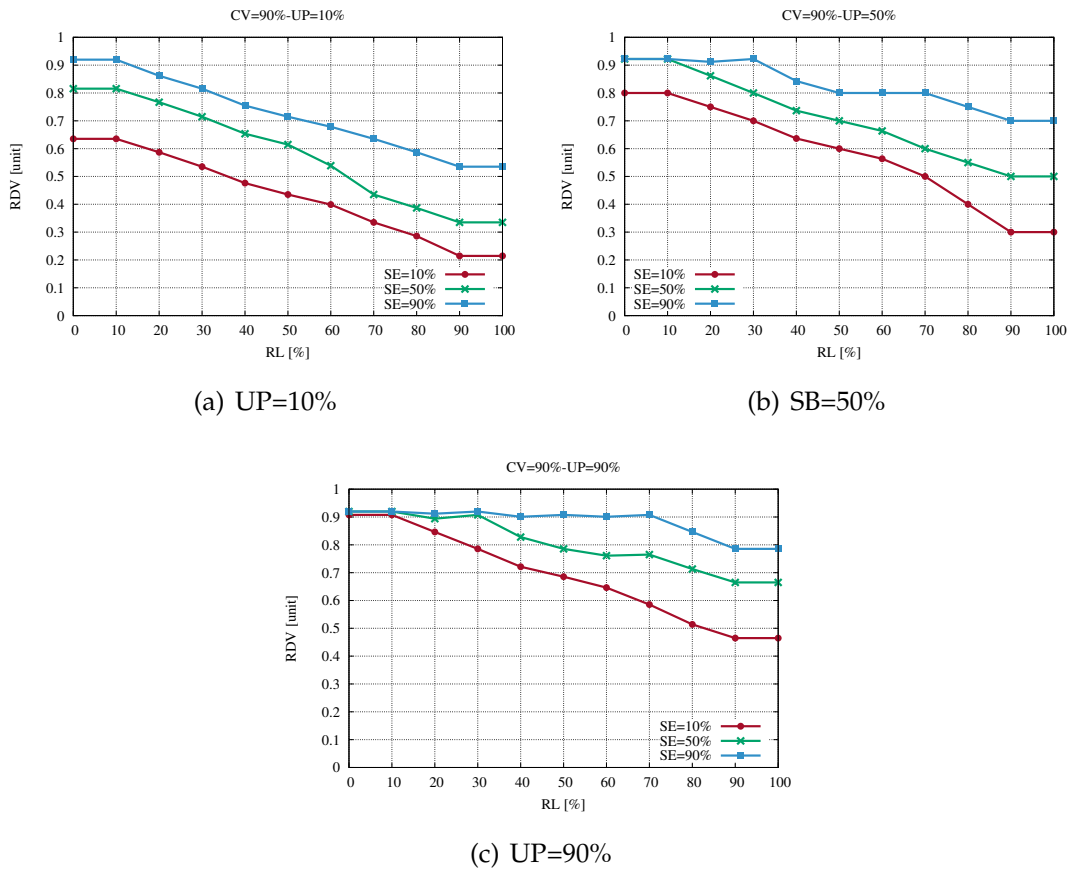 CV=90%-UP=10%
RDV [unit]
1
0.9
0.8
0.7
0.6
0.5
0.4
0.3
0.2
0.1
0
SE=10%
SE=50%
SE=90%
0 10 20 30 40 50 60 70 80 90 100
RL [%]
(a) UP=10%
CV=90%-UP=50%
RDV [unit]
1
0.9
0.8
0.7
0.6
0.5
0.4
0.3
0.2
0.1
0
SE=10%
SE=50%
SE=90%
0 10 20 30 40 50 60 70 80 90 100
RL [%]
(b) SB=50%
CV=90%-UP=90%
RDV [unit]
1
0.9
0.8
0.7
0.6
0.5
0.4
0.3
0.2
0.1
0
SE=10%
SE=50%
SE=90%
0 10 20 30 40 50 60 70 80 90 100
RL [%]
(c) UP=90%